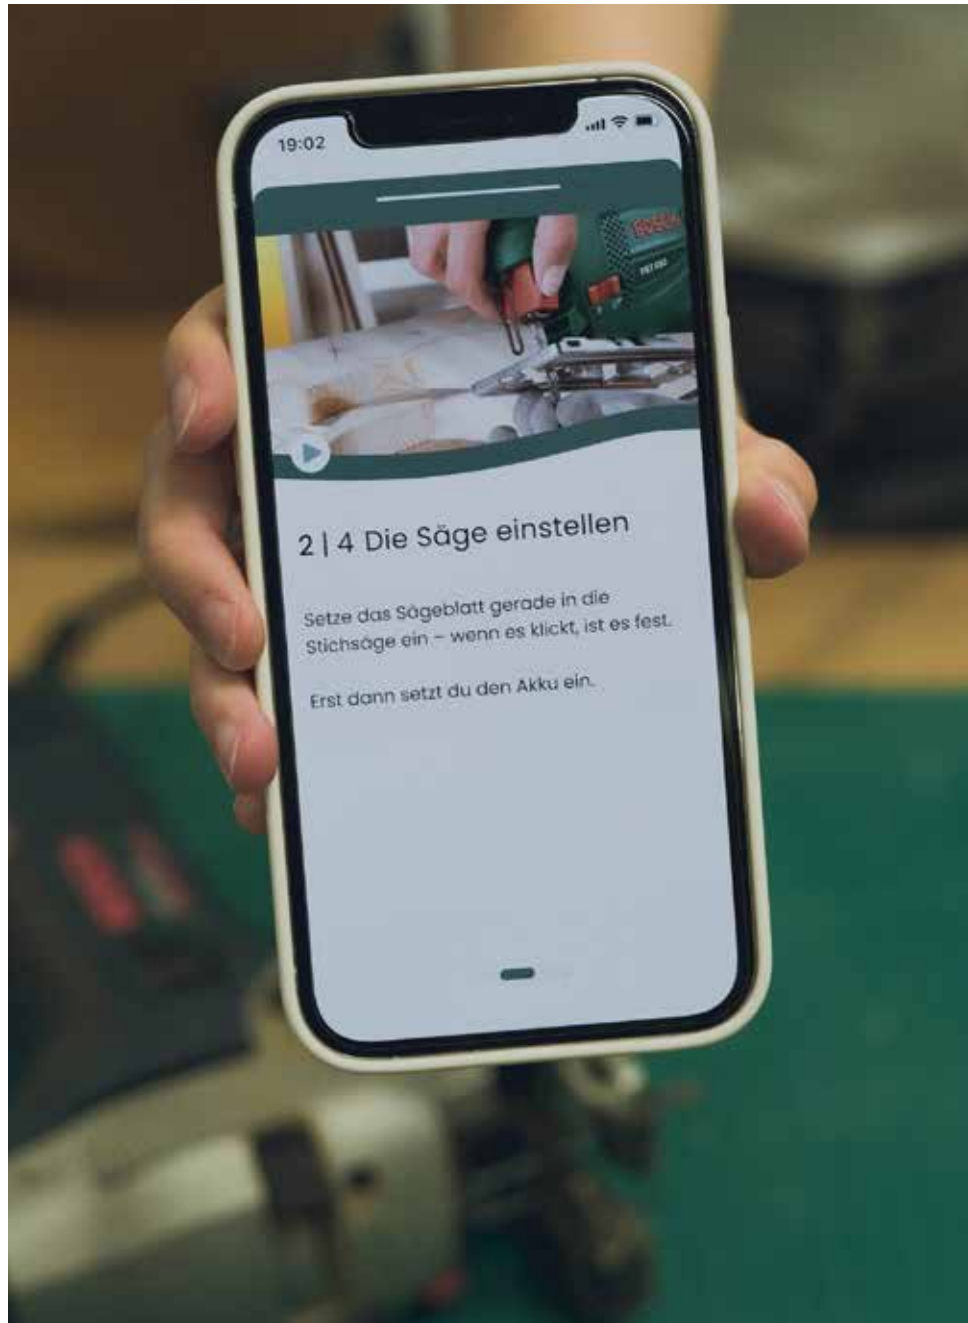 19:02
BOSCH
2 | 4 Die Säge einstellen
Setze das Sägeblatt gerade in die
Stichsäge ein – wenn es klickt, ist es fest.
Erst dann setzt du den Akku ein.